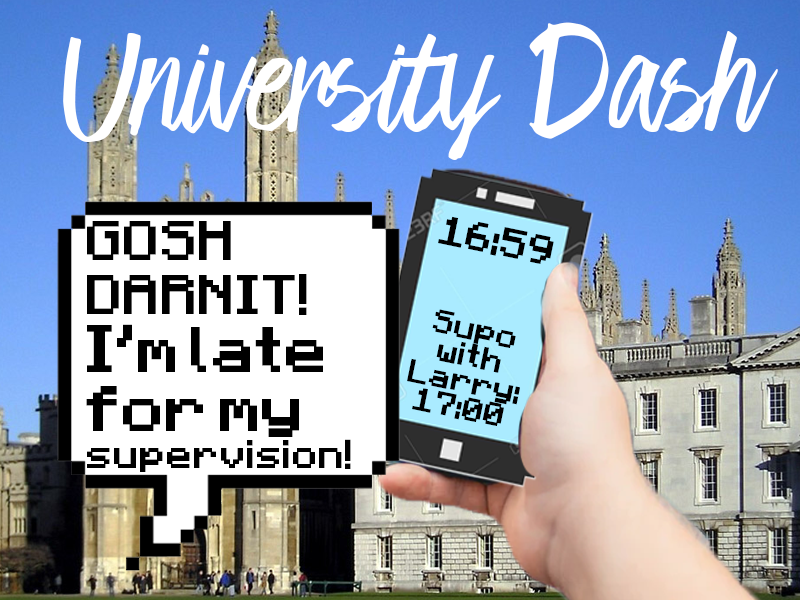 University Dash
GOSH
DARNIT!
I'm late
for my
supervision!
16:59
Supo
with
Larry:
17:00